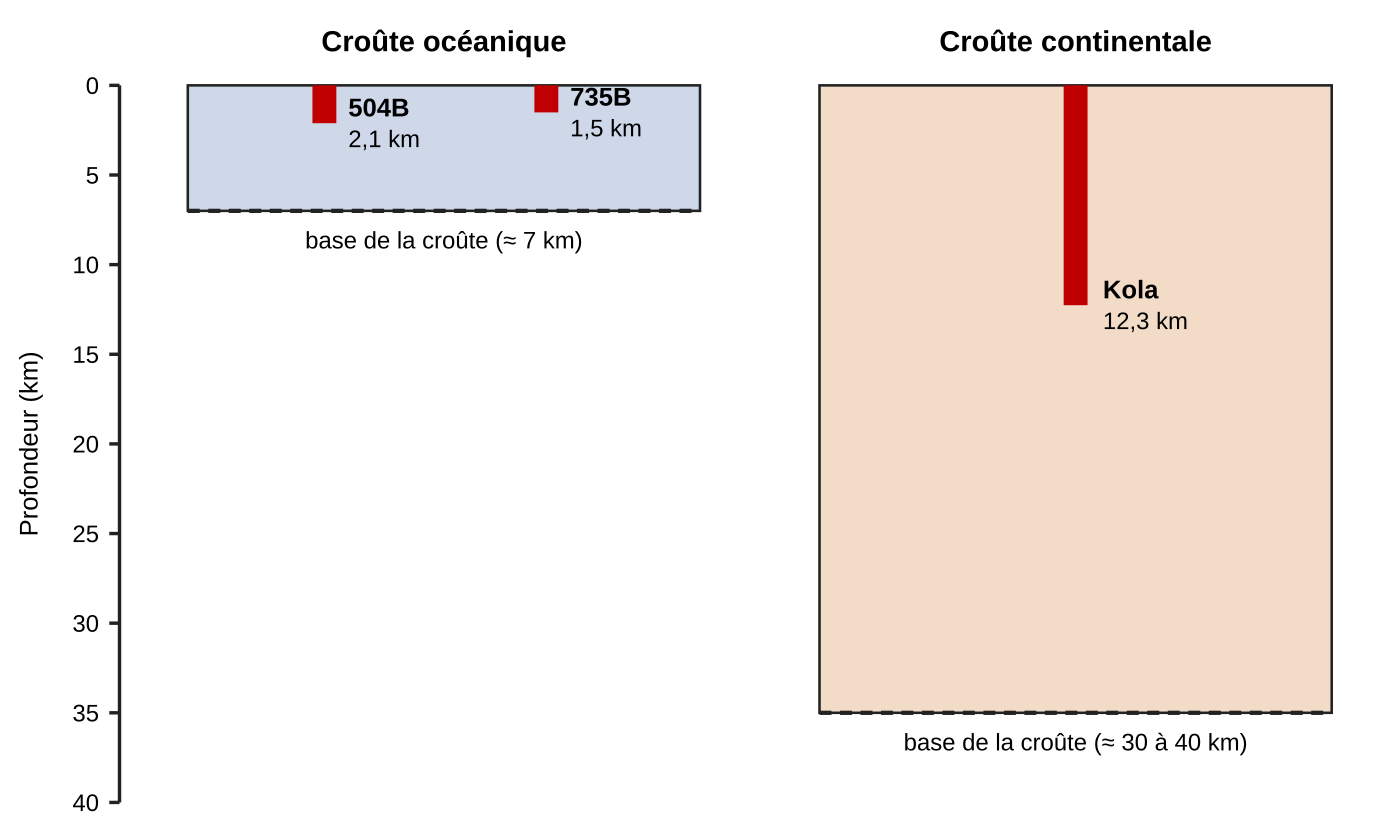 Croûte océanique
Croûte continentale
0
504B
2,1 km
735B
1,5 km
5
base de la croûte (≈ 7 km)
10
Kola
12,3 km
15
Profondeur (km)
20
25
30
35
base de la croûte (≈ 30 à 40 km)
40